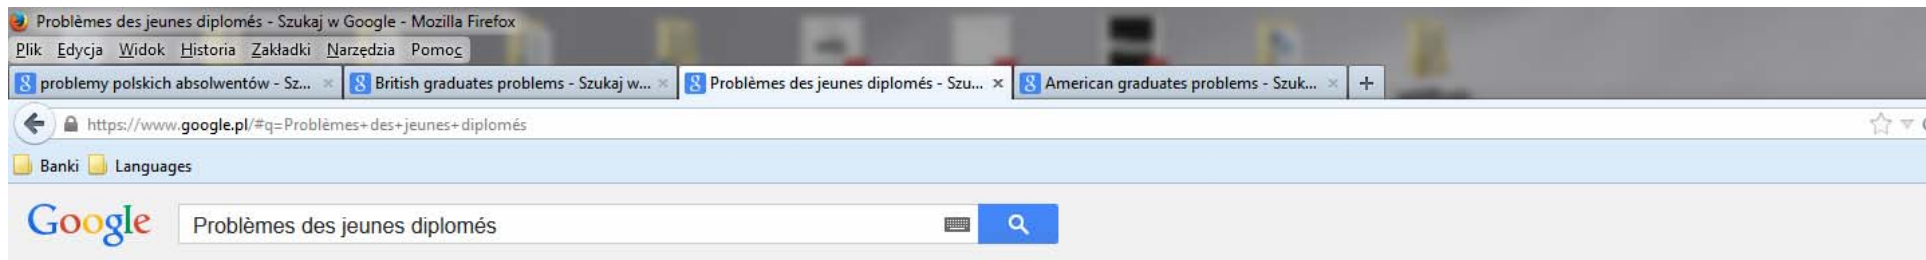 Problèmes des jeunes diplomés - Szukaj w Google - Mozilla Firefox
Plik Edycja Widok Historia Zakładki Narzędzia Pomoc
problemy polskich absolwentów - Sz... British graduates problems - Szukaj w... Problèmes des jeunes diplomés - Szu... American graduates problems - Szuk...
https://www.google.pl/#q=Problèmes+des+jeunes+diplomés
Banki Languages
Google Problèmes des jeunes diplomés